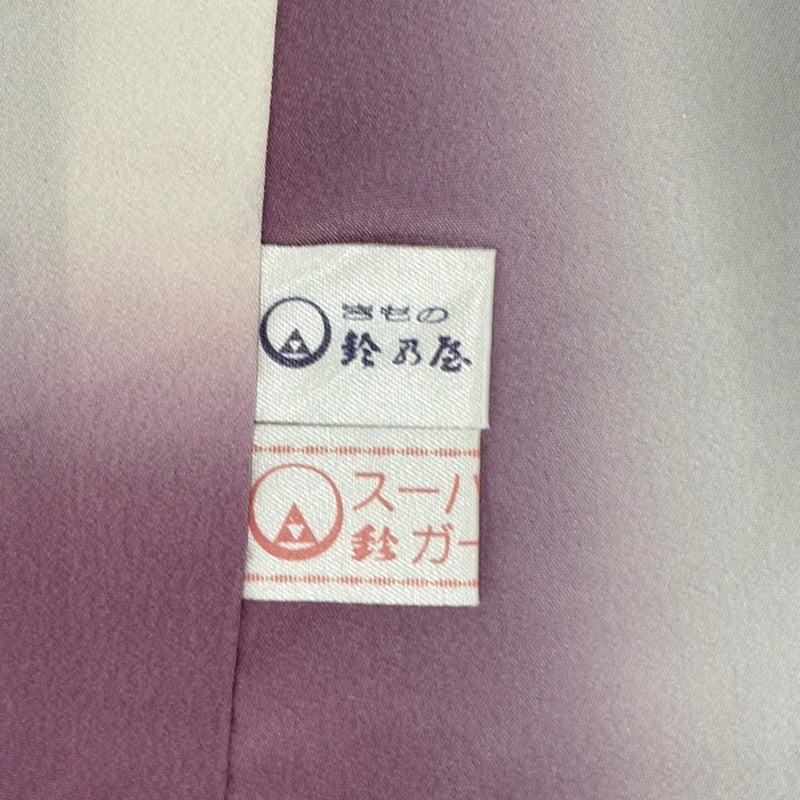 きもの
鈴乃屋
スーパ
鈴ガー